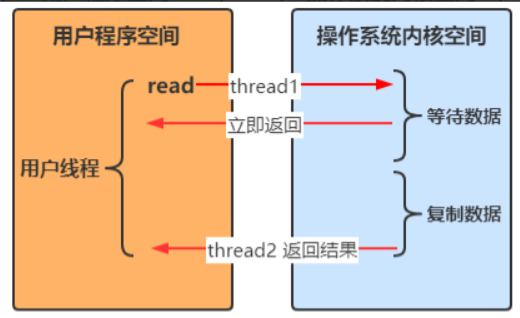 用户程序空间
操作系统内核空间
read
thread1
立即返回
等待数据
用户线程
复制数据
thread2 返回结果